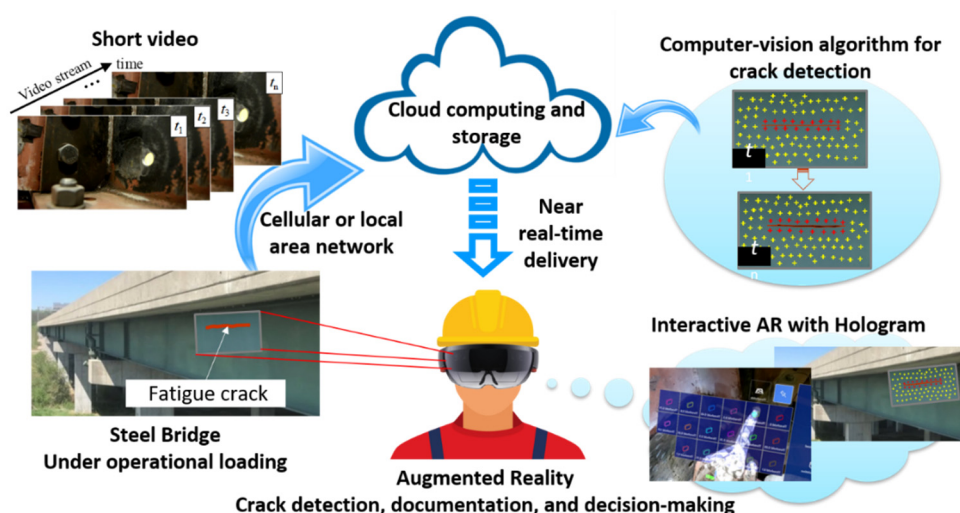 Short video
Video stream
time
...
t1
t2
t3
tn
Cloud computing and
storage
Computer-vision algorithm for
crack detection
t
1
t
n
Cellular or local
area network
Near
real-time
delivery
Fatigue crack
Steel Bridge
Under operational loading
Interactive AR with Hologram
Augmented Reality
Crack detection, documentation, and decision-making